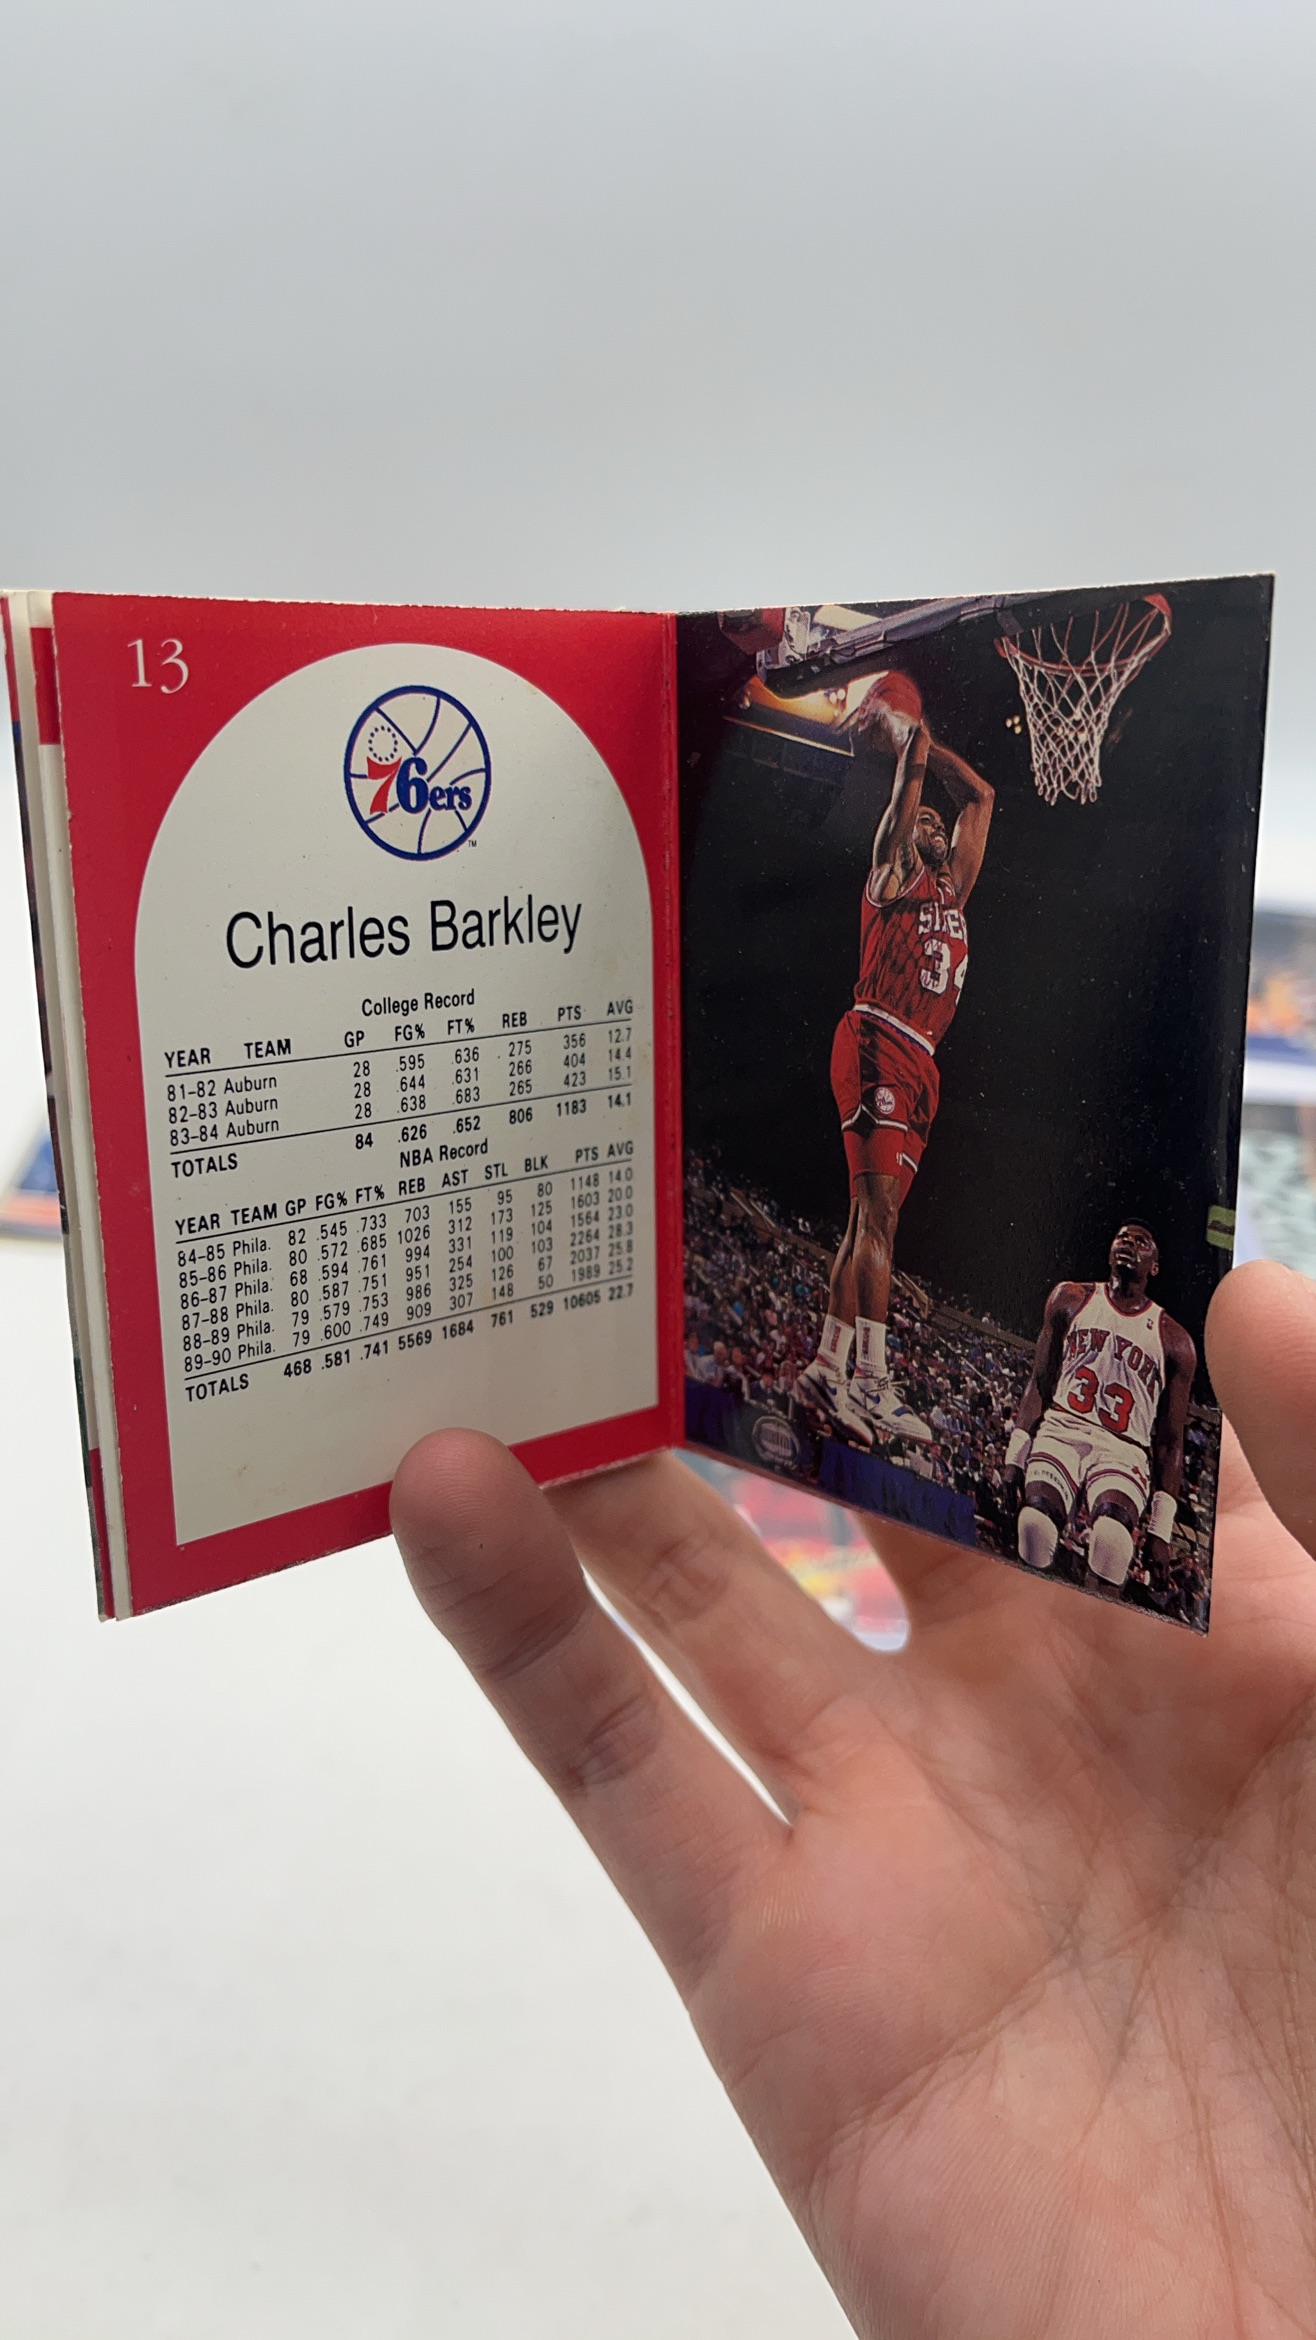 13
76ers
TM
Charles Barkley
College Record
YEAR TEAM GP FG% FT% REB PTS AVG
81–82 Auburn 28 .595 .636 275 356 12.7
82–83 Auburn 28 .644 .631 266 404 14.4
83–84 Auburn 28 .638 .683 265 423 15.1
TOTALS 84 .626 .652 806 1183 14.1
NBA Record
YEAR TEAM GP FG% FT% REB AST STL BLK PTS AVG
84–85 Phila. 82 .545 .733 703 155 95 80 1148 14.0
85–86 Phila. 80 .572 .685 1026 312 173 125 1603 20.0
86–87 Phila. 68 .594 .761 994 331 119 104 1564 23.0
87–88 Phila. 80 .587 .751 951 254 100 103 2264 28.3
88–89 Phila. 79 .579 .753 986 325 126 67 2037 25.8
89–90 Phila. 79 .600 .749 909 307 148 50 1989 25.2
TOTALS 468 .581 .741 5569 1684 761 529 10605 22.7
SIXE
34
NEW YORK
33